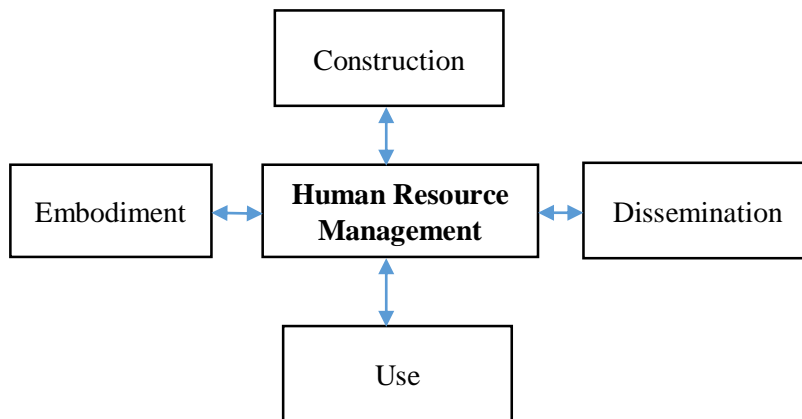 Construction
Embodiment
Human Resource
Management
Dissemination
Use